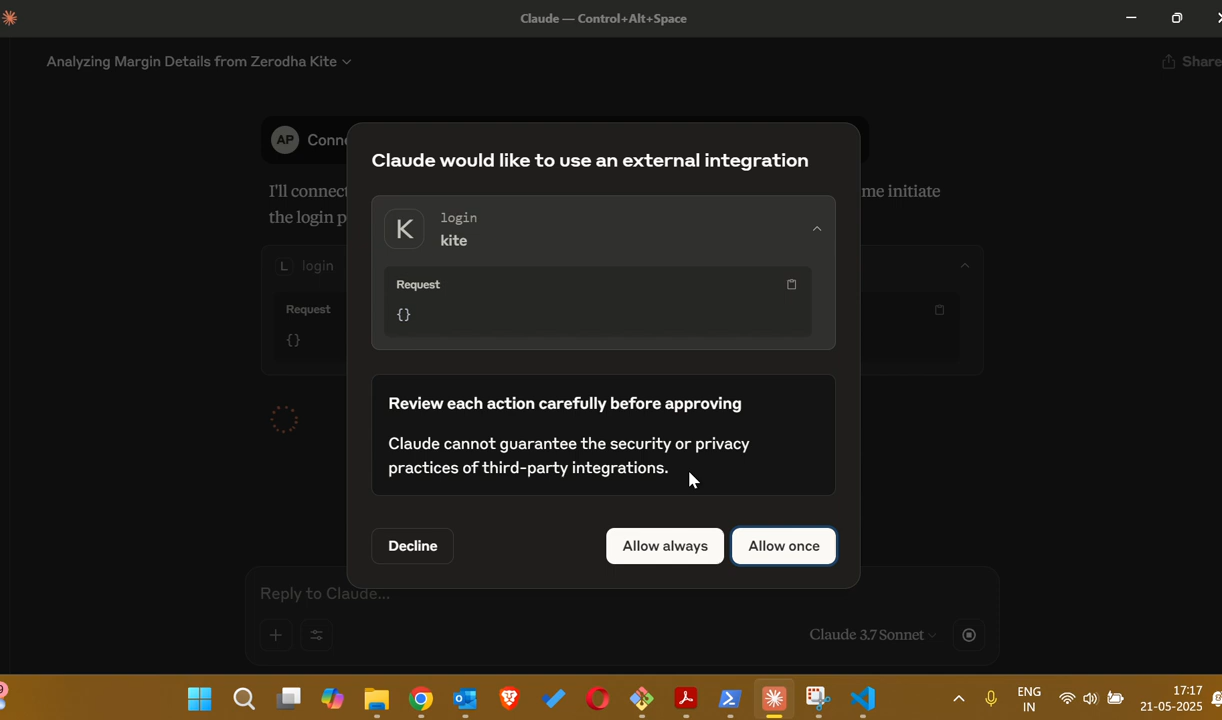 Claude — Control+Alt+Space
Analyzing Margin Details from Zerodha Kite
Share
AP
Conne
Claude would like to use an external integration
I'll connect
me initiate
the login p
K
login
kite
L
login
Request
{}
Request
{}
Review each action carefully before approving
Claude cannot guarantee the security or privacy
practices of third-party integrations.
Decline
Allow always
Allow once
Reply to Claude...
Claude 3.7 Sonnet
ENG
IN
17:17
21-05-2025